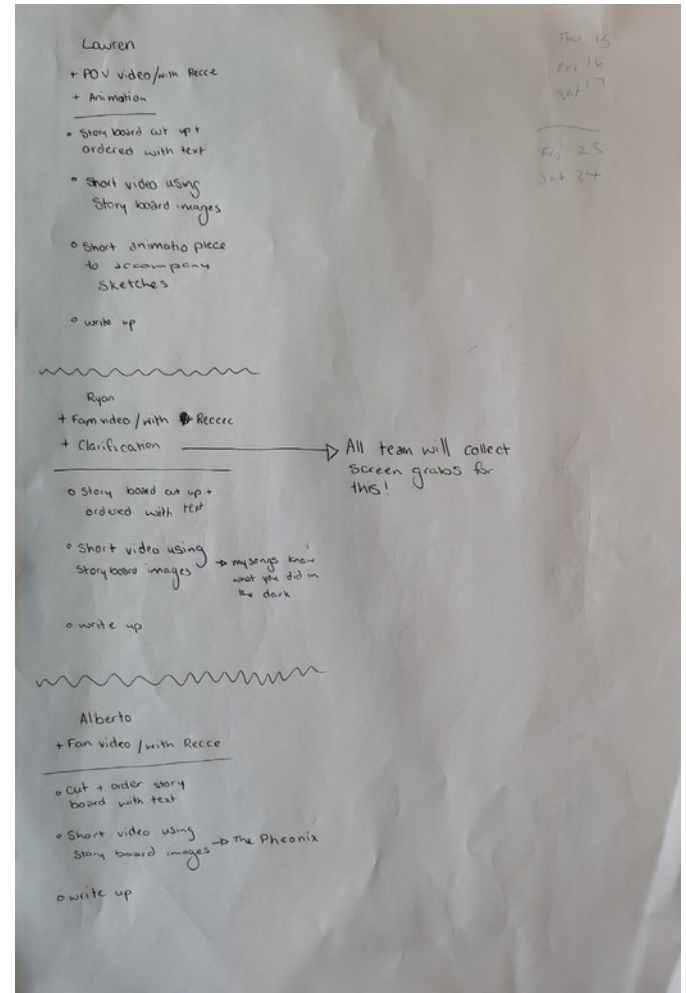 Lauren
+ POV video/with Recce
+ Animation
o Story board cut up +
ordered with text
o Short video using
Story board images
o Short animatio piece
to accompany
Sketches
o write up
Ryan
+ Fam video / with Reccec
+ Clarification
All team will collect
screen grabs for
this!
o Story board cut up +
ordered with text
o Short video using
Story board images
my songs know
what you did in
the dark
o write up
Alberto
+ Fan video / with Recce
o Cut + order story
board with text
o Short video using
Story board images
The Pheonix
o write up
15
Fri 16
Sat 17
Fri 23
Sat 24